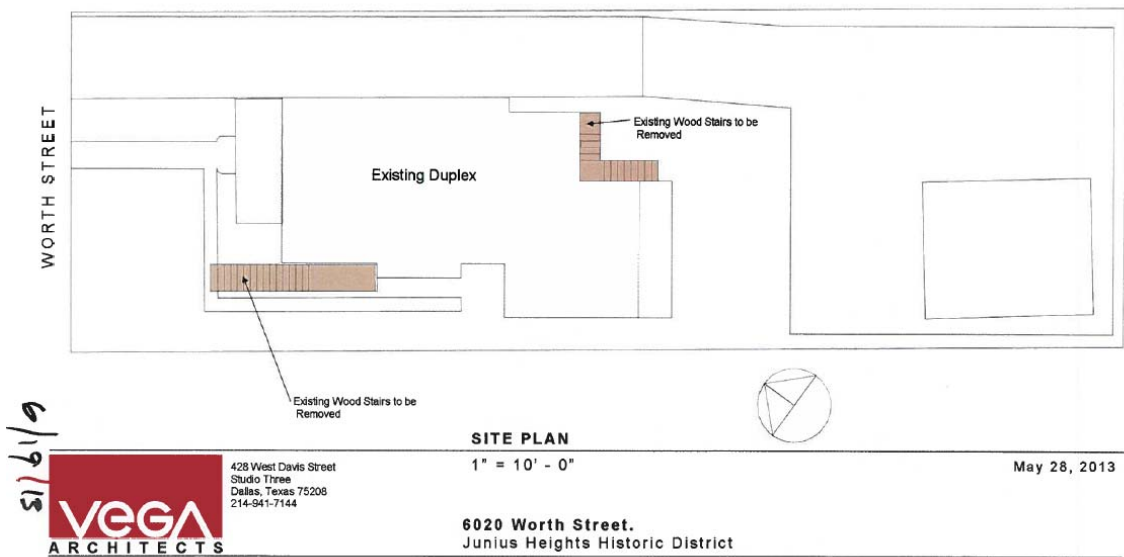 WORTH STREET
Existing Wood Stairs to be
Removed
Existing Duplex
Existing Wood Stairs to be
Removed
SITE PLAN
1" = 10' - 0"
May 28, 2013
6/19/13
VEGA
ARCHITECTS
428 West Davis Street
Studio Three
Dallas, Texas 75208
214-941-7144
6020 Worth Street.
Junius Heights Historic District